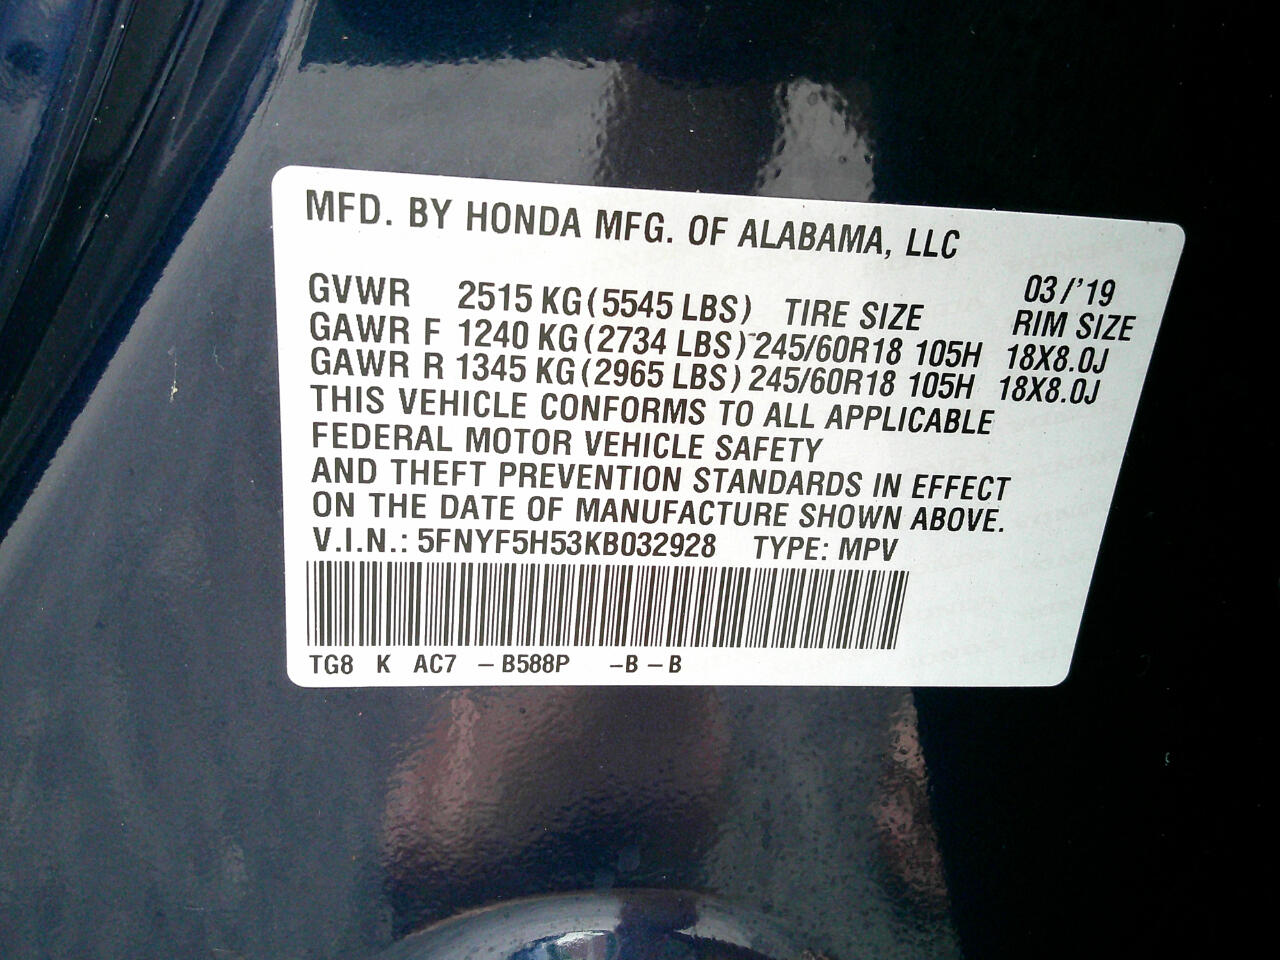 MFD. BY HONDA MFG. OF ALABAMA, LLC
03/'19
GVWR 2515 KG (5545 LBS) TIRE SIZE RIM SIZE
GAWR F 1240 KG (2734 LBS) 245/60R18 105H 18X8.0J
GAWR R 1345 KG (2965 LBS) 245/60R18 105H 18X8.0J
THIS VEHICLE CONFORMS TO ALL APPLICABLE
FEDERAL MOTOR VEHICLE SAFETY
AND THEFT PREVENTION STANDARDS IN EFFECT
ON THE DATE OF MANUFACTURE SHOWN ABOVE.
V.I.N.: 5FNYF5H53KB032928 TYPE: MPV
TG8 K AC7 -B588P -B -B